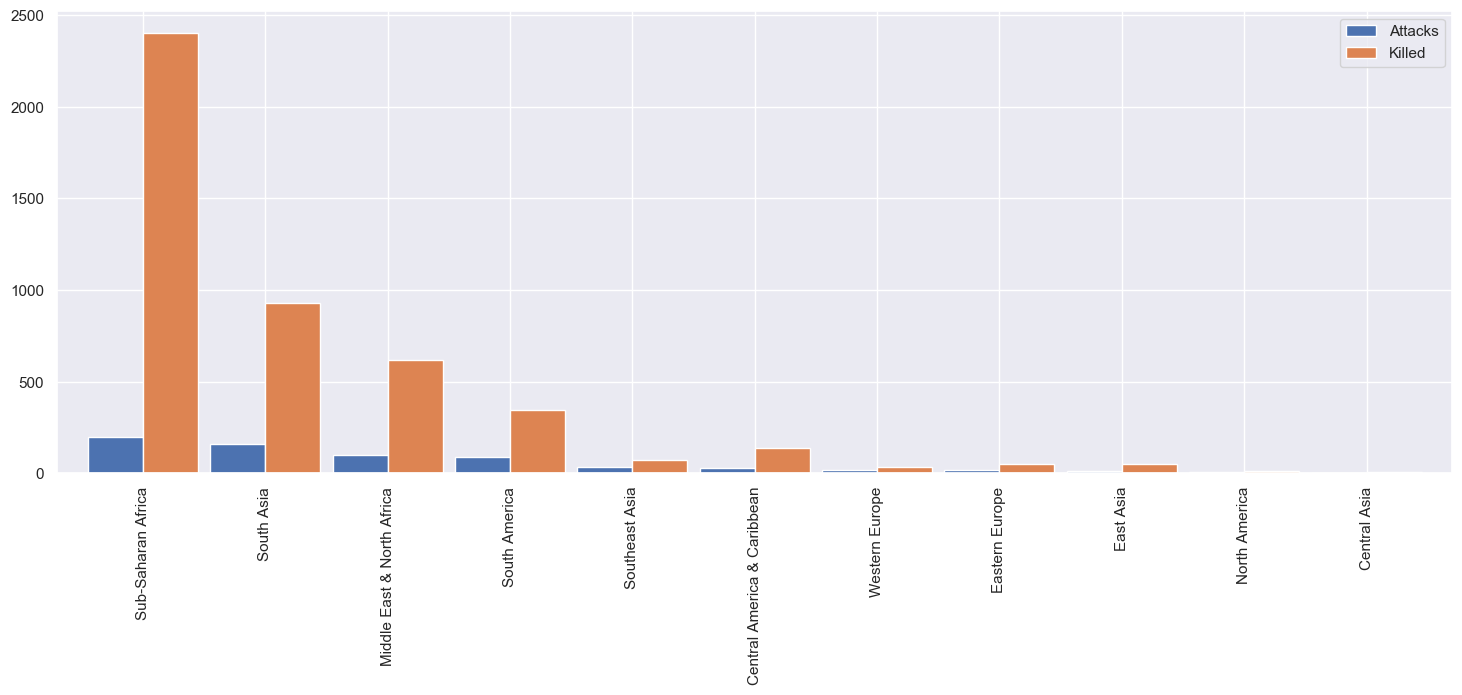 2500
2000
1500
1000
500
0
Attacks
Killed
Sub-Saharan Africa
South Asia
Middle East & North Africa
South America
Southeast Asia
Central America & Caribbean
Western Europe
Eastern Europe
East Asia
North America
Central Asia